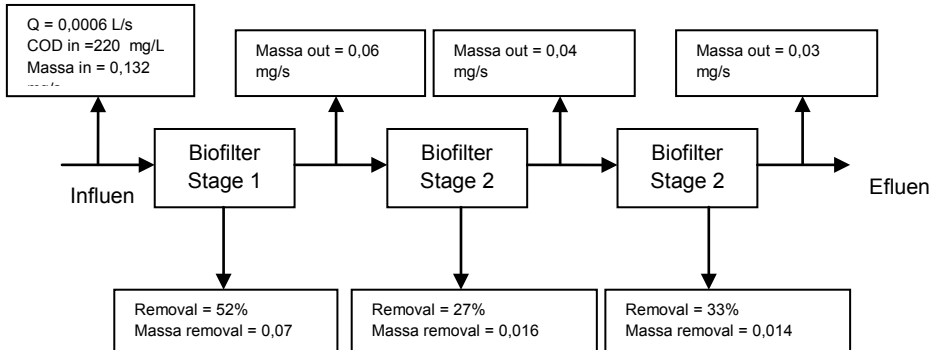 Q = 0,0006 L/s
COD in =220 mg/L
Massa in = 0,132
Massa out = 0,06
mg/s
Massa out = 0,04
mg/s
Massa out = 0,03
mg/s
Influen
Biofilter
Stage 1
Biofilter
Stage 2
Biofilter
Stage 2
Efluen
Removal = 52%
Massa removal = 0,07
Removal = 27%
Massa removal = 0,016
Removal = 33%
Massa removal = 0,014